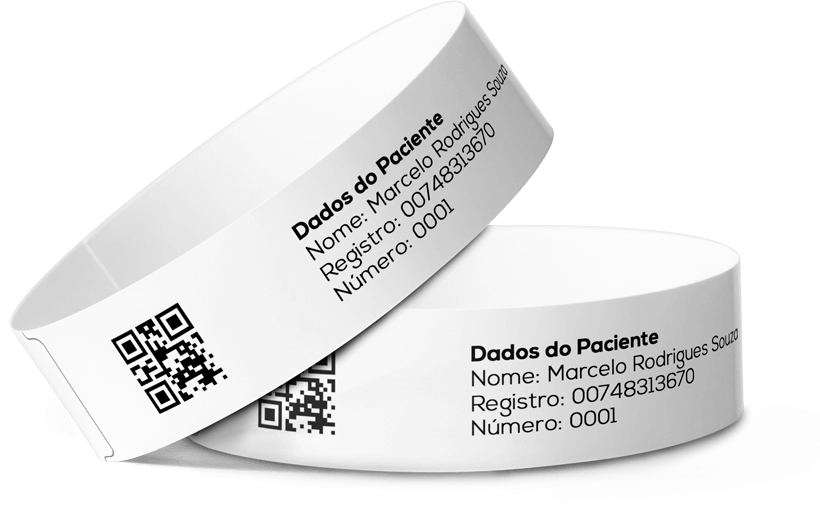 Dados do Paciente
Nome: Marcelo Rodrigues Souza
Registro: 00748313670
Número: 0001
Dados do Paciente
Nome: Marcelo Rodrigues Souza
Registro: 00748313670
Número: 0001